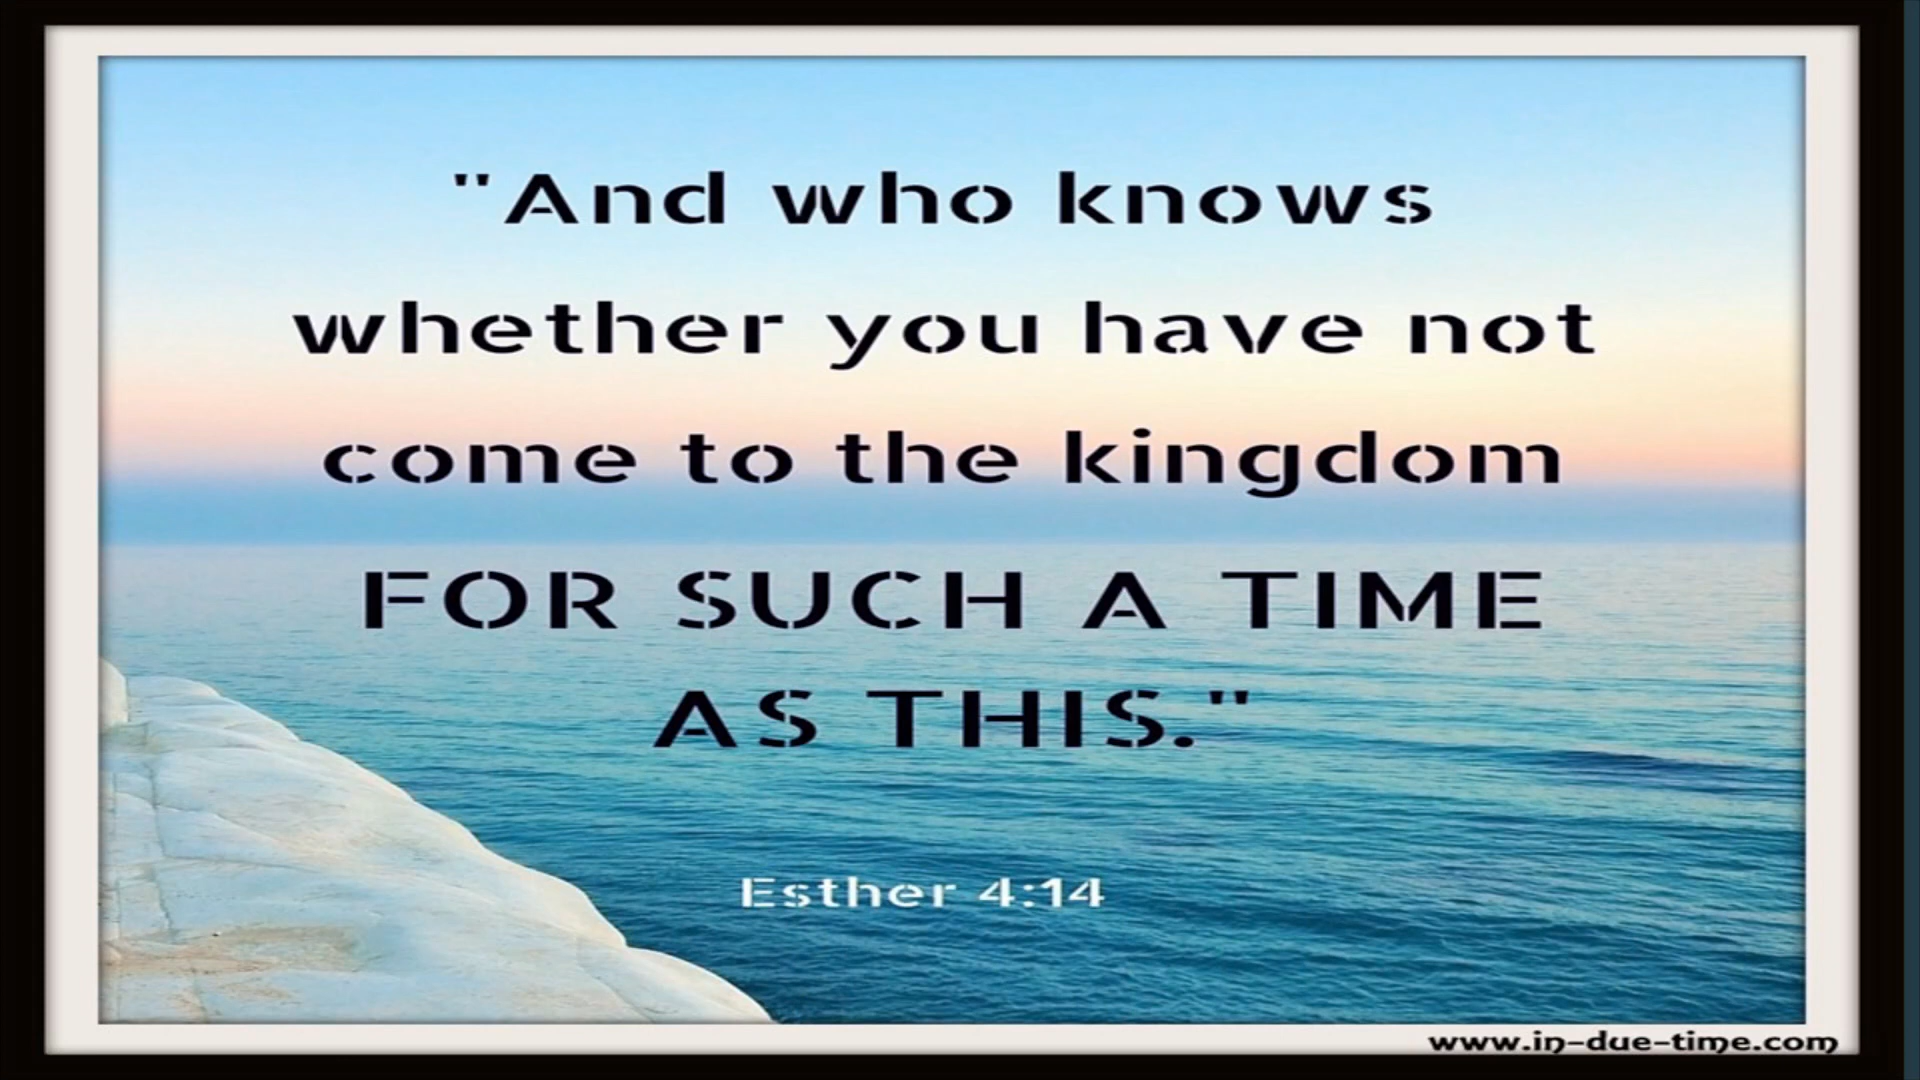 "And who knows
whether you have not
come to the kingdom
FOR SUCH A TIME
AS THIS."
Esther 4:14
www.in-due-time.com